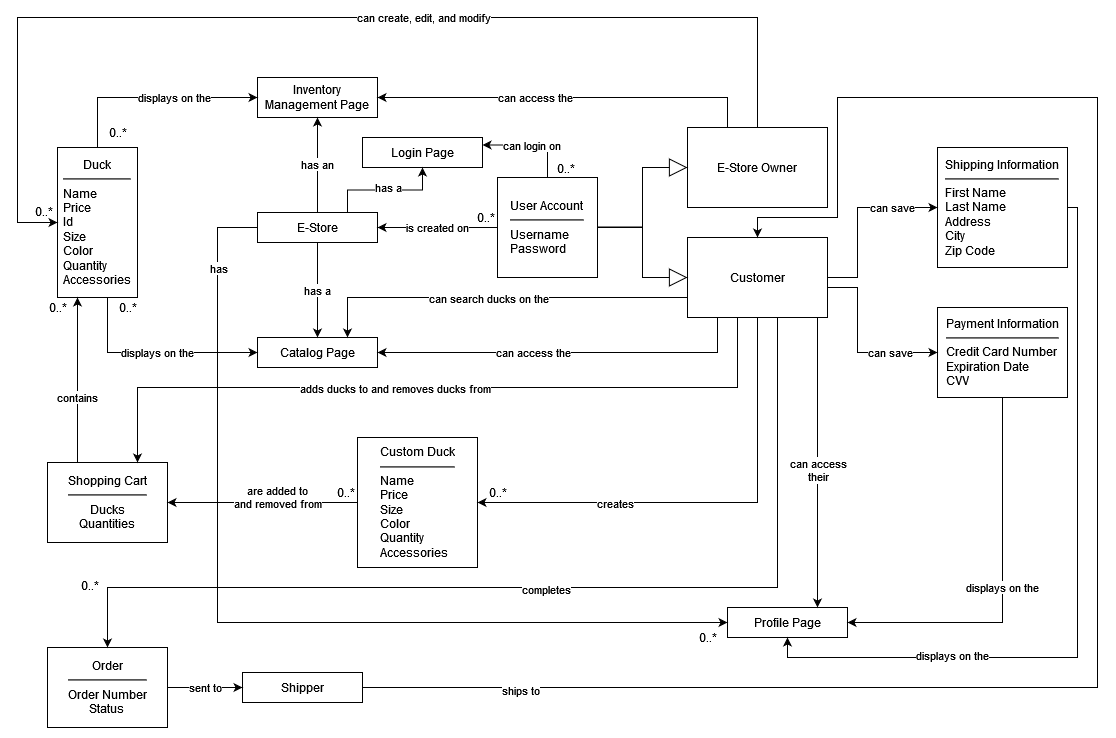 can create, edit, and modify
Inventory
Management Page
displays on the
can access the
0..*
Login Page
can login on
E-Store Owner
Duck
Name
Price
Id
Size
Color
Quantity
Accessories
0..*
0..*
0..*
has an
has a
0..*
User Account
Username
Password
Shipping Information
First Name
Last Name
Address
City
Zip Code
can save
E-Store
is created on
0..*
has
Customer
has a
can search ducks on the
Payment Information
Credit Card Number
Expiration Date
CVV
can save
displays on the
Catalog Page
can access the
contains
adds ducks to and removes ducks from
Shopping Cart
Ducks
Quantities
are added to
and removed from
0..*
Custom Duck
Name
Price
Size
Color
Quantity
Accessories
0..*
creates
can access
their
0..*
completes
displays on the
Profile Page
0..*
displays on the
Order
Order Number
Status
sent to
Shipper
ships to